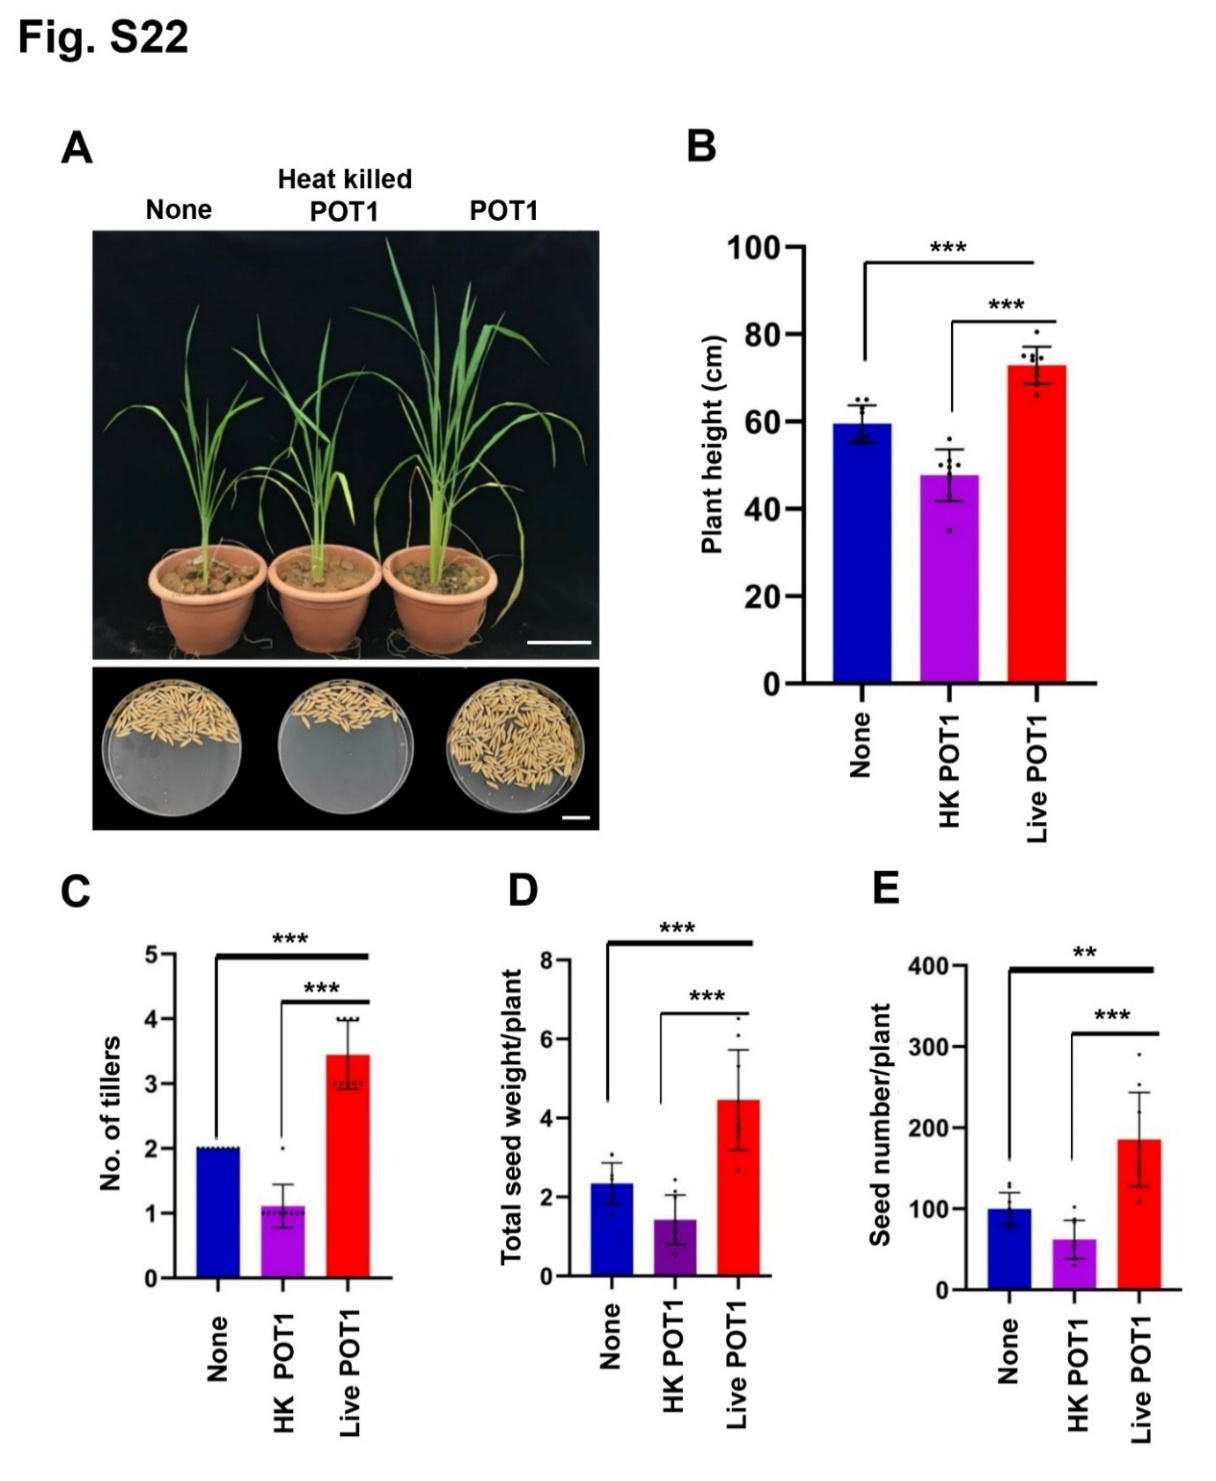 Fig. S22
A
None
Heat killed
POT1
POT1
B
Plant height (cm)
100
80
60
40
20
0
***
***
None
HK POT1
Live POT1
C
No. of tillers
5
4
3
2
1
0
***
***
None
HK POT1
Live POT1
D
Total seed weight/plant
8
6
4
2
0
***
***
None
HK POT1
Live POT1
E
Seed number/plant
400
300
200
100
0
**
***
None
HK POT1
Live POT1